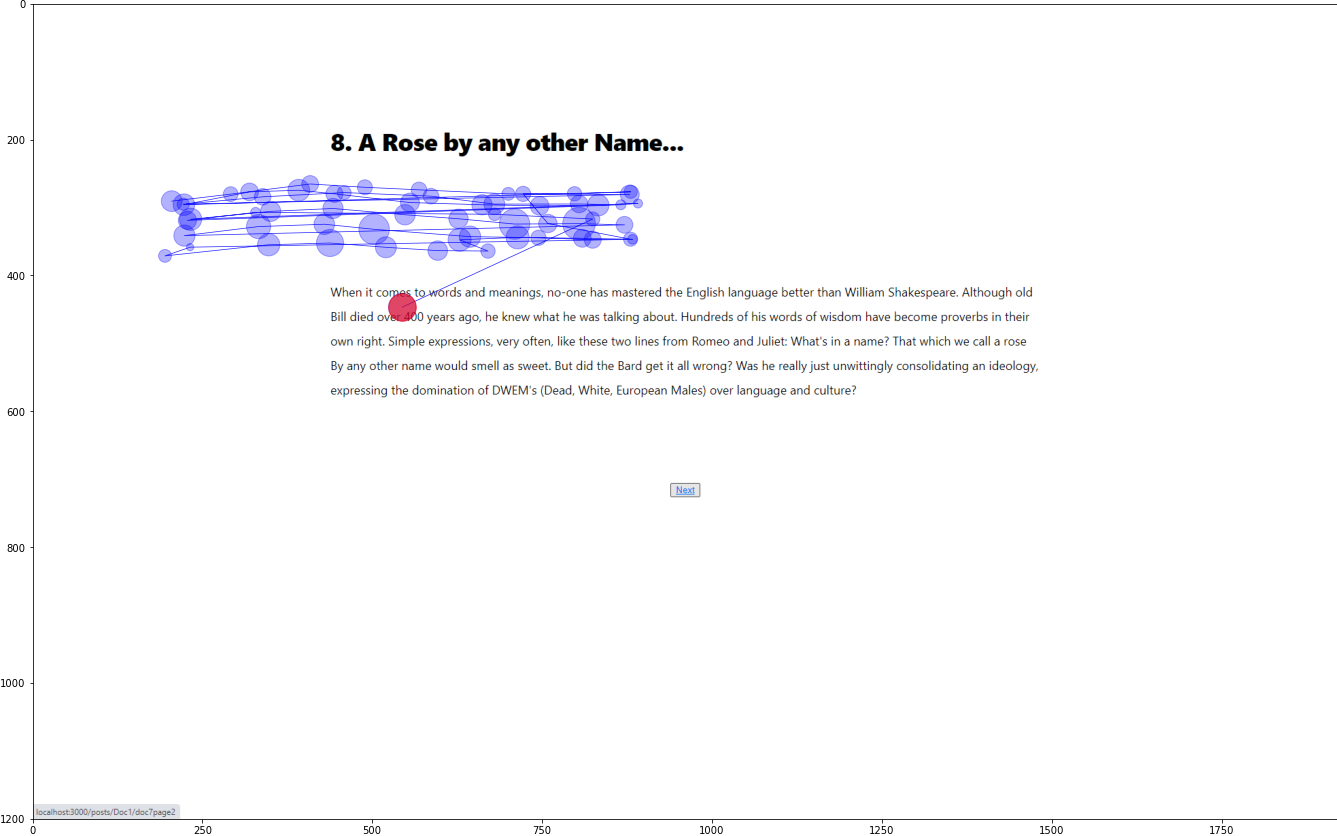 0
200
8. A Rose by any other Name...
400
When it comes to words and meanings, no-one has mastered the English language better than William Shakespeare. Although old
Bill died over 400 years ago, he knew what he was talking about. Hundreds of his words of wisdom have become proverbs in their
own right. Simple expressions, very often, like these two lines from Romeo and Juliet: What's in a name? That which we call a rose
By any other name would smell as sweet. But did the Bard get it all wrong? Was he really just unwittingly consolidating an ideology,
expressing the domination of DWEM's (Dead, White, European Males) over language and culture?
600
Next
800
1000
localhost:3000/posts/Doc1/doc7page2
1200
0 250 500 750 1000 1250 1500 1750